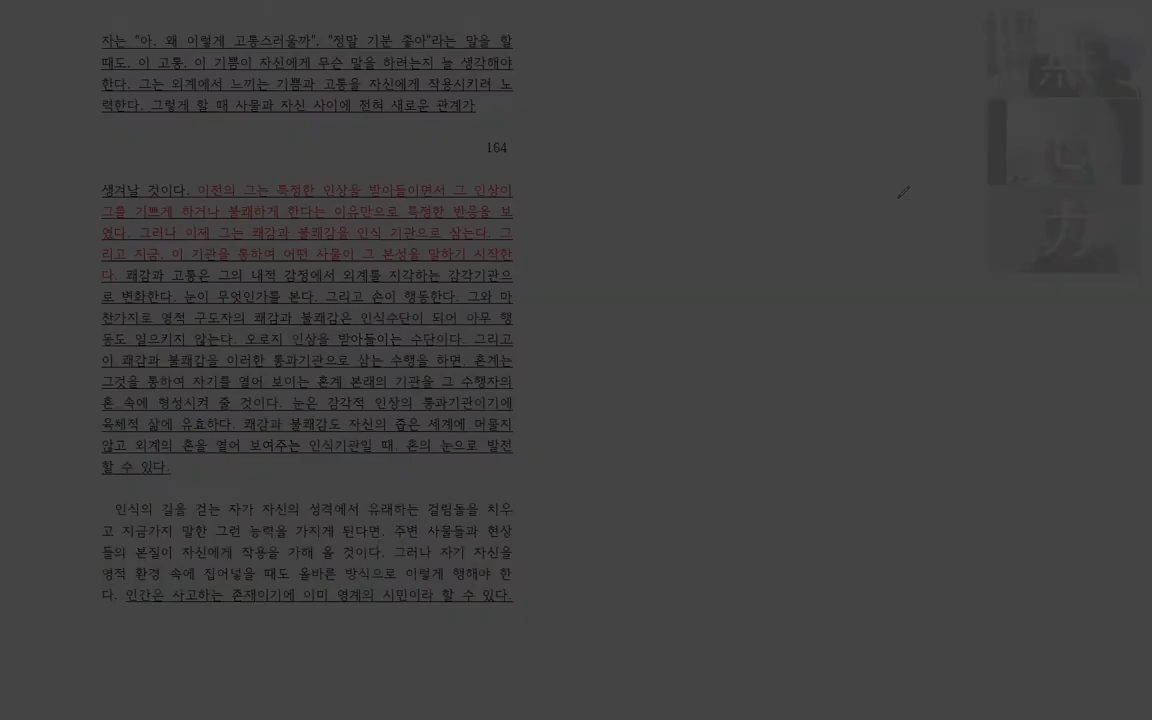 자는 "아, 왜 이렇게 고통스러울까", "정말 기분 좋아"라는 말을 할
때도, 이 고통, 이 기쁨이 자신에게 무슨 말을 하려는지 늘 생각해야
한다. 그는 외계에서 느끼는 기쁨과 고통을 자신에게 작용시키려 노
력한다. 그렇게 할 때 사물과 자신 사이에 전혀 새로운 관계가
164
생겨날 것이다. 이전의 그는 특정한 인상을 받아들이면서 그 인상이
그를 기쁘게 하거나 불쾌하게 한다는 이유만으로 특정한 반응을 보
였다. 그러나 이제 그는 쾌감과 불쾌감을 인식 기관으로 삼는다. 그
리고 지금, 이 기관을 통하여 어떤 사물이 그 본성을 말하기 시작한
다. 쾌감과 고통은 그의 내적 감정에서 외계를 지각하는 감각기관으
로 변화한다. 눈이 무엇인가를 본다. 그리고 손이 행동한다. 그와 마
찬가지로 영적 구도자의 쾌감과 불쾌감은 인식수단이 되어 아무 행
동도 일으키지 않는다. 오로지 인상을 받아들이는 수단이다. 그리고
이 쾌감과 불쾌감을 이러한 통과기관으로 삼는 수행을 하면, 혼계는
그것을 통하여 자기를 열어 보이는 혼계 본래의 기관을 그 수행자의
혼 속에 형성시켜 줄 것이다. 눈은 감각적 인상의 통과기관이기에
육체적 삶에 유효하다. 쾌감과 불쾌감도 자신의 좁은 세계에 머물지
않고 외계의 혼을 열어 보여주는 인식기관일 때, 혼의 눈으로 발전
할 수 있다.
인식의 길을 걷는 자가 자신의 성격에서 유래하는 걸림돌을 치우
고 지금가지 말한 그런 능력을 가지게 된다면, 주변 사물들과 현상
들의 본질이 자신에게 작용을 가해 올 것이다. 그러나 자기 자신을
영적 환경 속에 집어넣을 때도 올바른 방식으로 이렇게 행해야 한
다. 인간은 사고하는 존재이기에 이미 영계의 시민이라 할 수 있다.
力